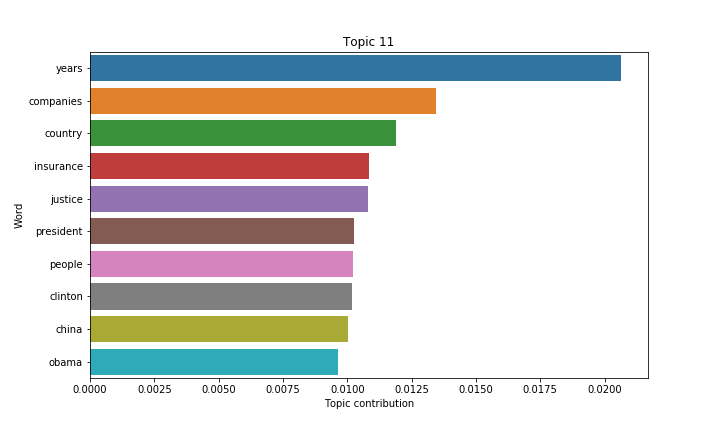 Topic 11
Word
years
companies
country
insurance
justice
president
people
clinton
china
obama
0.0000 0.0025 0.0050 0.0075 0.0100 0.0125 0.0150 0.0175 0.0200
Topic contribution